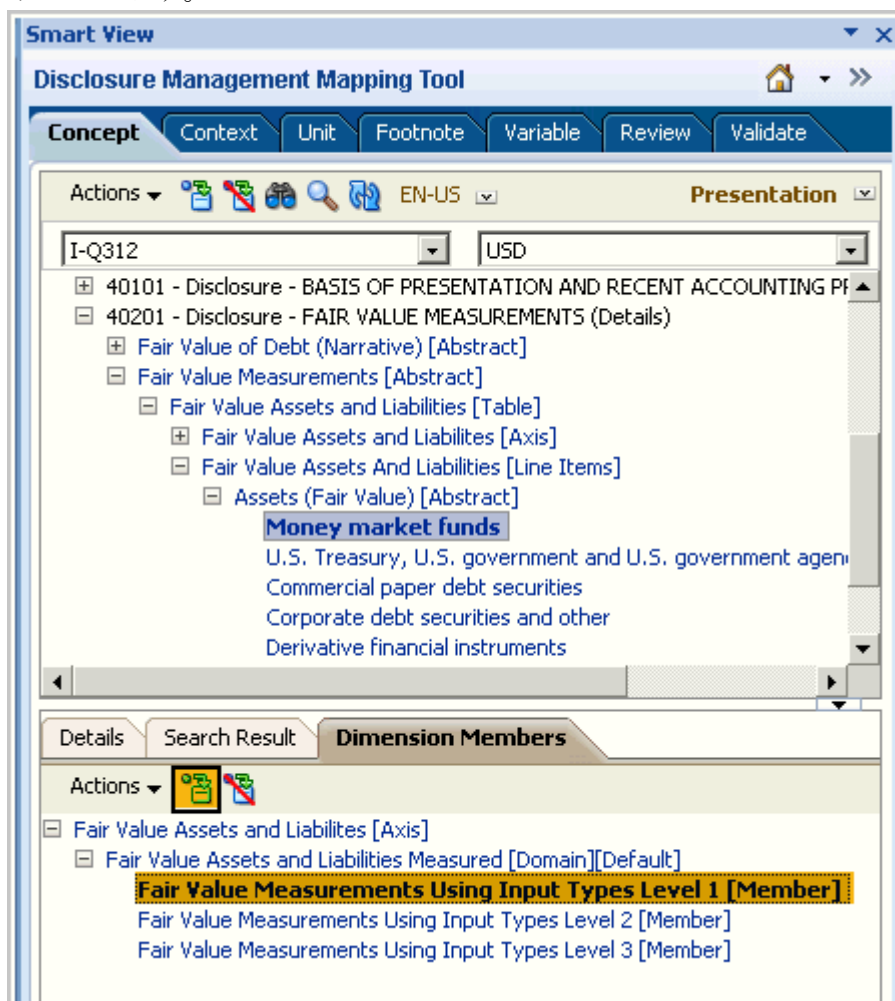 Smart View
Disclosure Management Mapping Tool
Concept Context Unit Footnote Variable Review Validate
Actions EN-US Presentation
I-Q312 USD
40101 - Disclosure - BASIS OF PRESENTATION AND RECENT ACCOUNTING
40201 - Disclosure - FAIR VALUE MEASUREMENTS (Details)
Fair Value of Debt (Narrative) [Abstract]
Fair Value Measurements [Abstract]
Fair Value Assets and Liabilities [Table]
Fair Value Assets and Liabilites [Axis]
Fair Value Assets And Liabilities [Line Items]
Assets (Fair Value) [Abstract]
Money market funds
U.S. Treasury, U.S. government and U.S. government
Commercial paper debt securities
Corporate debt securities and other
Derivative financial instruments
Details Search Result Dimension Members
Actions
Fair Value Assets and Liabilites [Axis]
Fair Value Assets and Liabilities Measured [Domain][Default]
Fair Value Measurements Using Input Types Level 1 [Member]
Fair Value Measurements Using Input Types Level 2 [Member]
Fair Value Measurements Using Input Types Level 3 [Member]